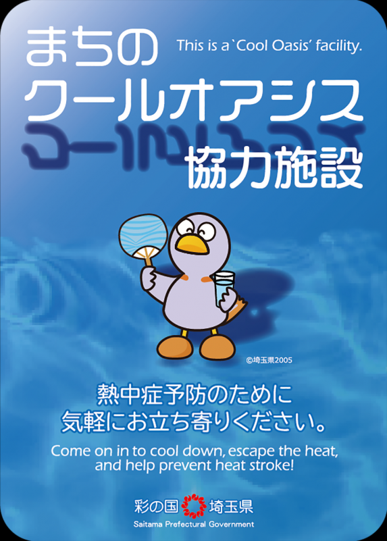 まちの
This is a `Cool Oasis' facility.
クールオアシス
協力施設
©埼玉県2005
熱中症予防のために
気軽にお立ち寄りください。
Come on in to cool down, escape the heat,
and help prevent heat stroke!
彩の国 埼玉県
Saitama Prefectural Government